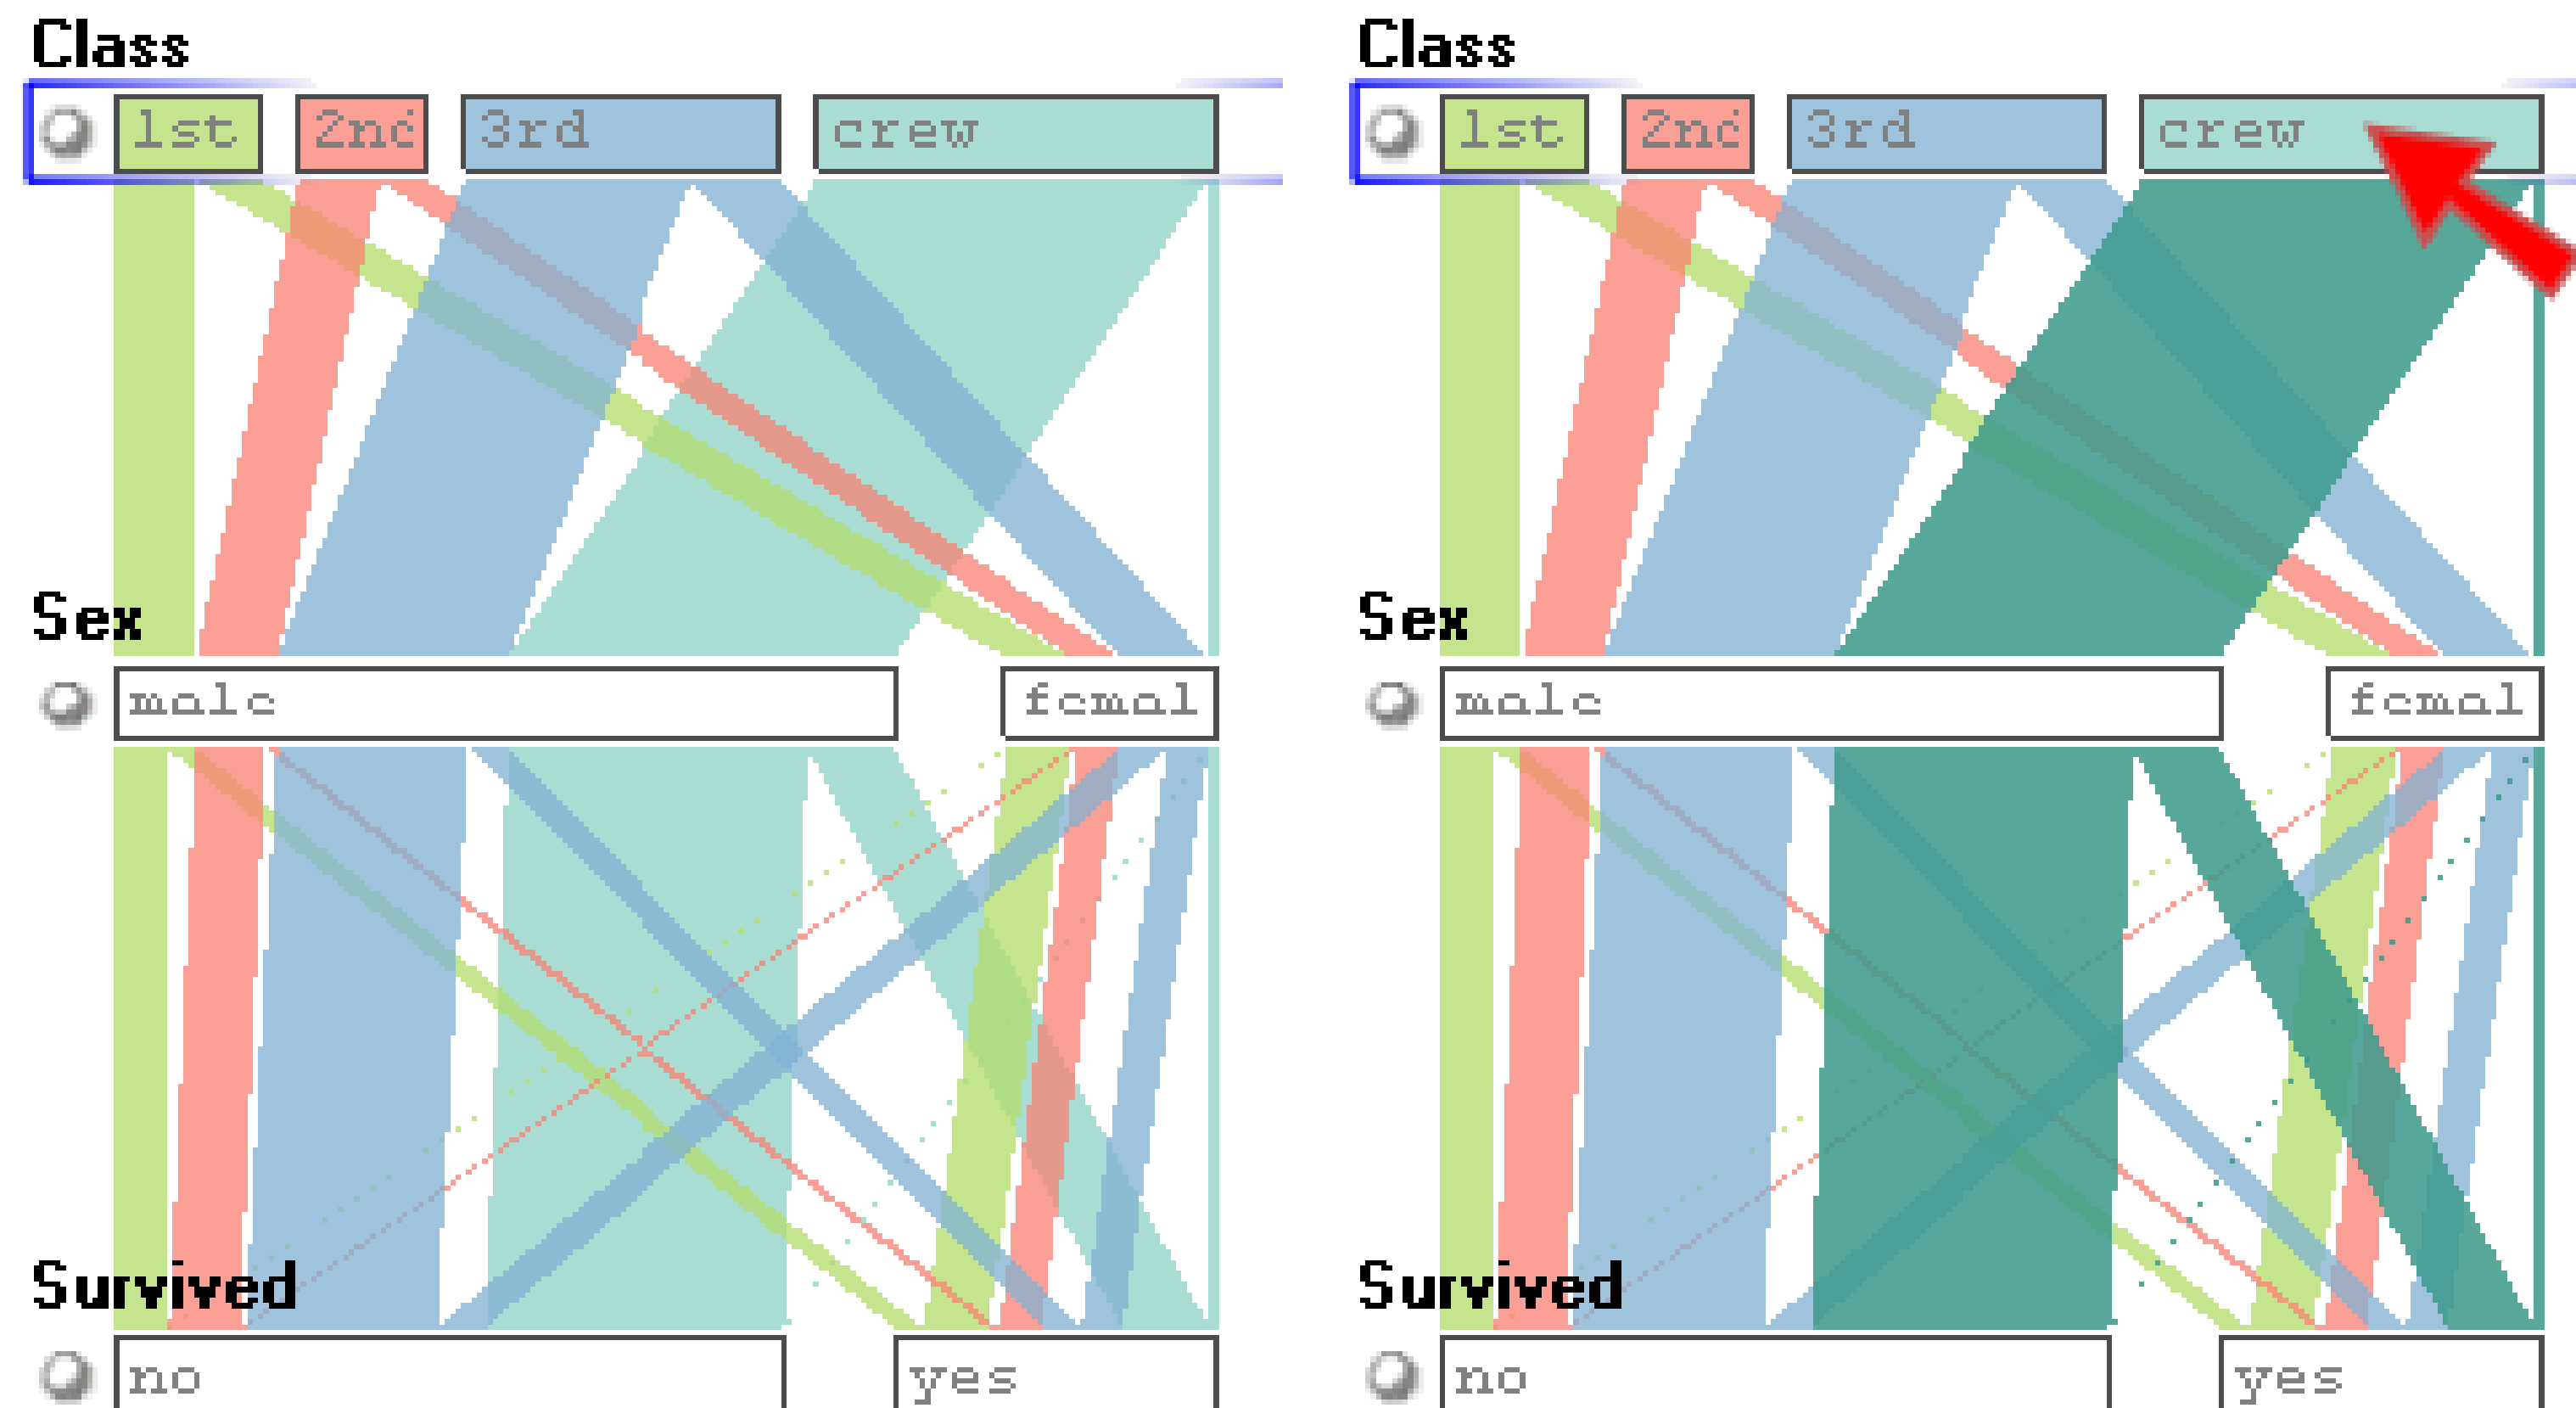 Class
1st 2nd 3rd crew
Sex
male femal
Survived
no yes
Class
1st 2nd 3rd crew
Sex
male femal
Survived
no yes